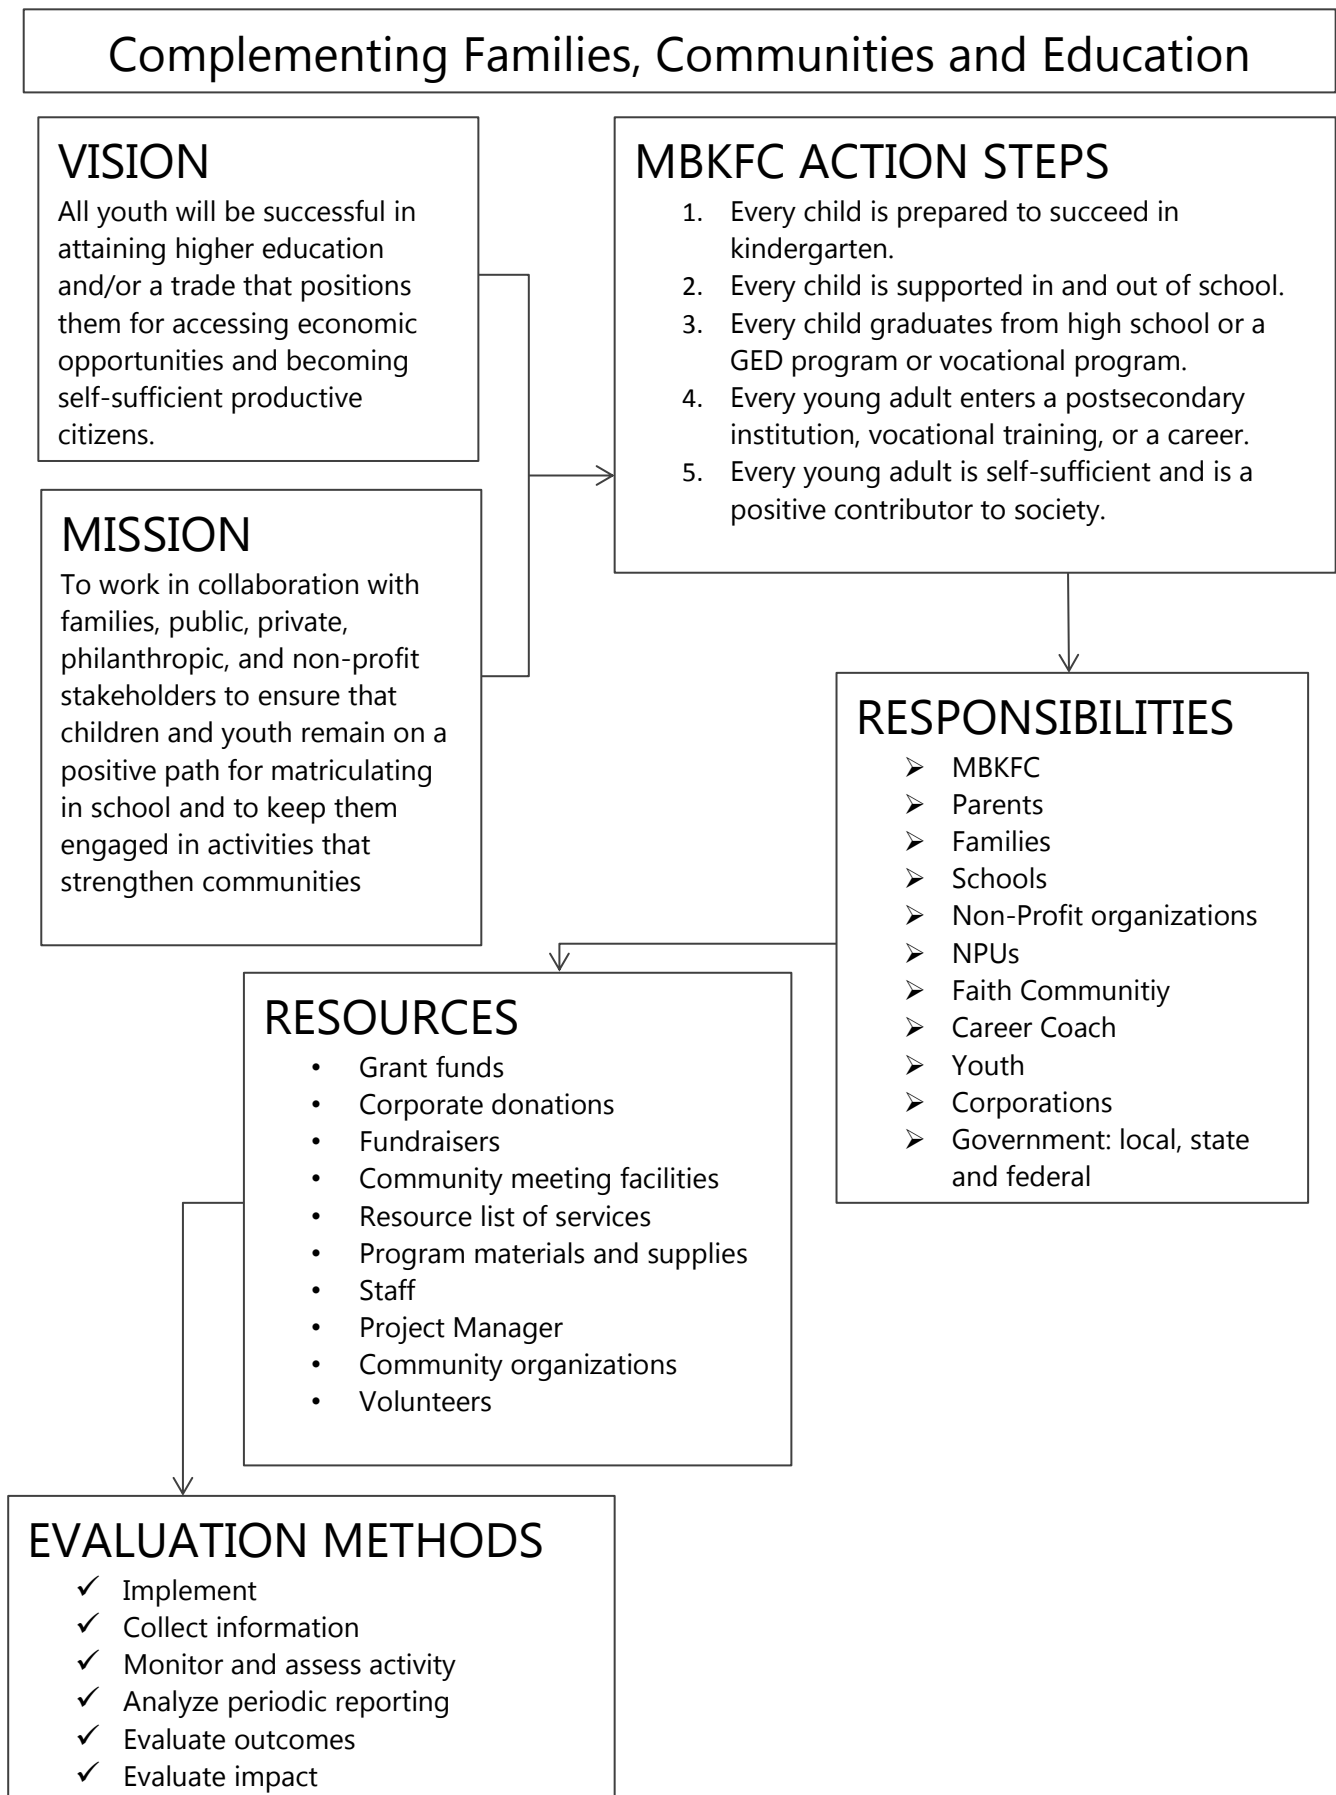 Complementing Families, Communities and Education
VISION
All youth will be successful in
attaining higher education
and/or a trade that positions
them for accessing economic
opportunities and becoming
self-sufficient productive
citizens.
MISSION
To work in collaboration with
families, public, private,
philanthropic, and non-profit
stakeholders to ensure that
children and youth remain on a
positive path for matriculating
in school and to keep them
engaged in activities that
strengthen communities
MBKFC ACTION STEPS
1. Every child is prepared to succeed in
kindergarten.
2. Every child is supported in and out of school.
3. Every child graduates from high school or a
GED program or vocational program.
4. Every young adult enters a postsecondary
institution, vocational training, or a career.
5. Every young adult is self-sufficient and is a
positive contributor to society.
RESPONSIBILITIES
➢ MBKFC
➢ Parents
➢ Families
➢ Schools
➢ Non-Profit organizations
➢ NPUs
➢ Faith Communitiy
➢ Career Coach
➢ Youth
➢ Corporations
➢ Government: local, state
and federal
RESOURCES
• Grant funds
• Corporate donations
• Fundraisers
• Community meeting facilities
• Resource list of services
• Program materials and supplies
• Staff
• Project Manager
• Community organizations
• Volunteers
EVALUATION METHODS
✓ Implement
✓ Collect information
✓ Monitor and assess activity
✓ Analyze periodic reporting
✓ Evaluate outcomes
✓ Evaluate impact